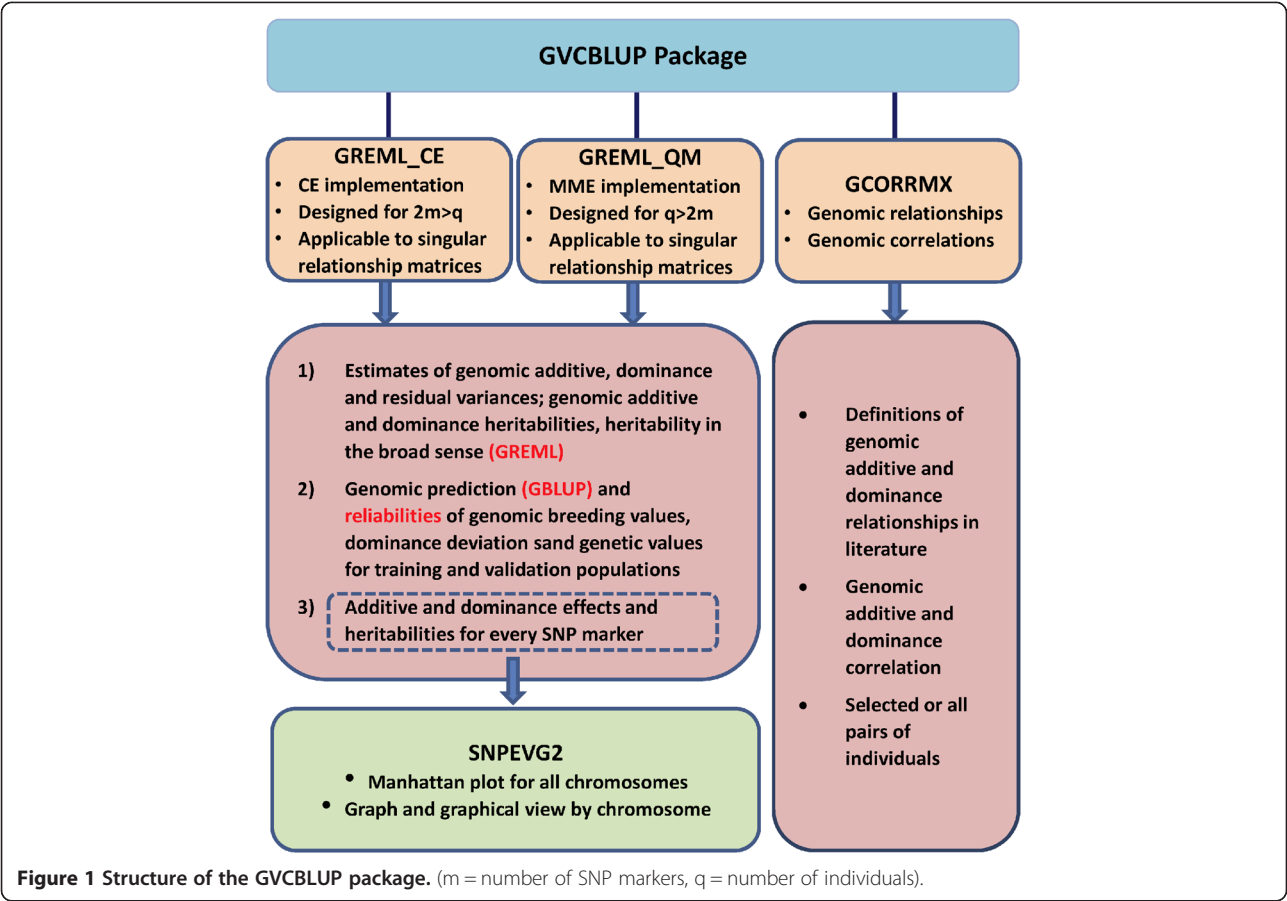 GVCBLUP Package
GREML_CE
• CE implementation
• Designed for 2m>q
• Applicable to singular
relationship matrices
GREML_QM
• MME implementation
• Designed for q>2m
• Applicable to singular
relationship matrices
GCORRMX
• Genomic relationships
• Genomic correlations
1) Estimates of genomic additive, dominance
and residual variances; genomic additive
and dominance heritabilities, heritability in
the broad sense (GREML)
2) Genomic prediction (GBLUP) and
reliabilities of genomic breeding values,
dominance deviation sand genetic values
for training and validation populations
3) Additive and dominance effects and
heritabilities for every SNP marker
• Definitions of
genomic
additive and
dominance
relationships in
literature
• Genomic
additive and
dominance
correlation
• Selected or all
pairs of
individuals
SNPEVG2
• Manhattan plot for all chromosomes
• Graph and graphical view by chromosome
Figure 1 Structure of the GVCBLUP package. (m = number of SNP markers, q = number of individuals).